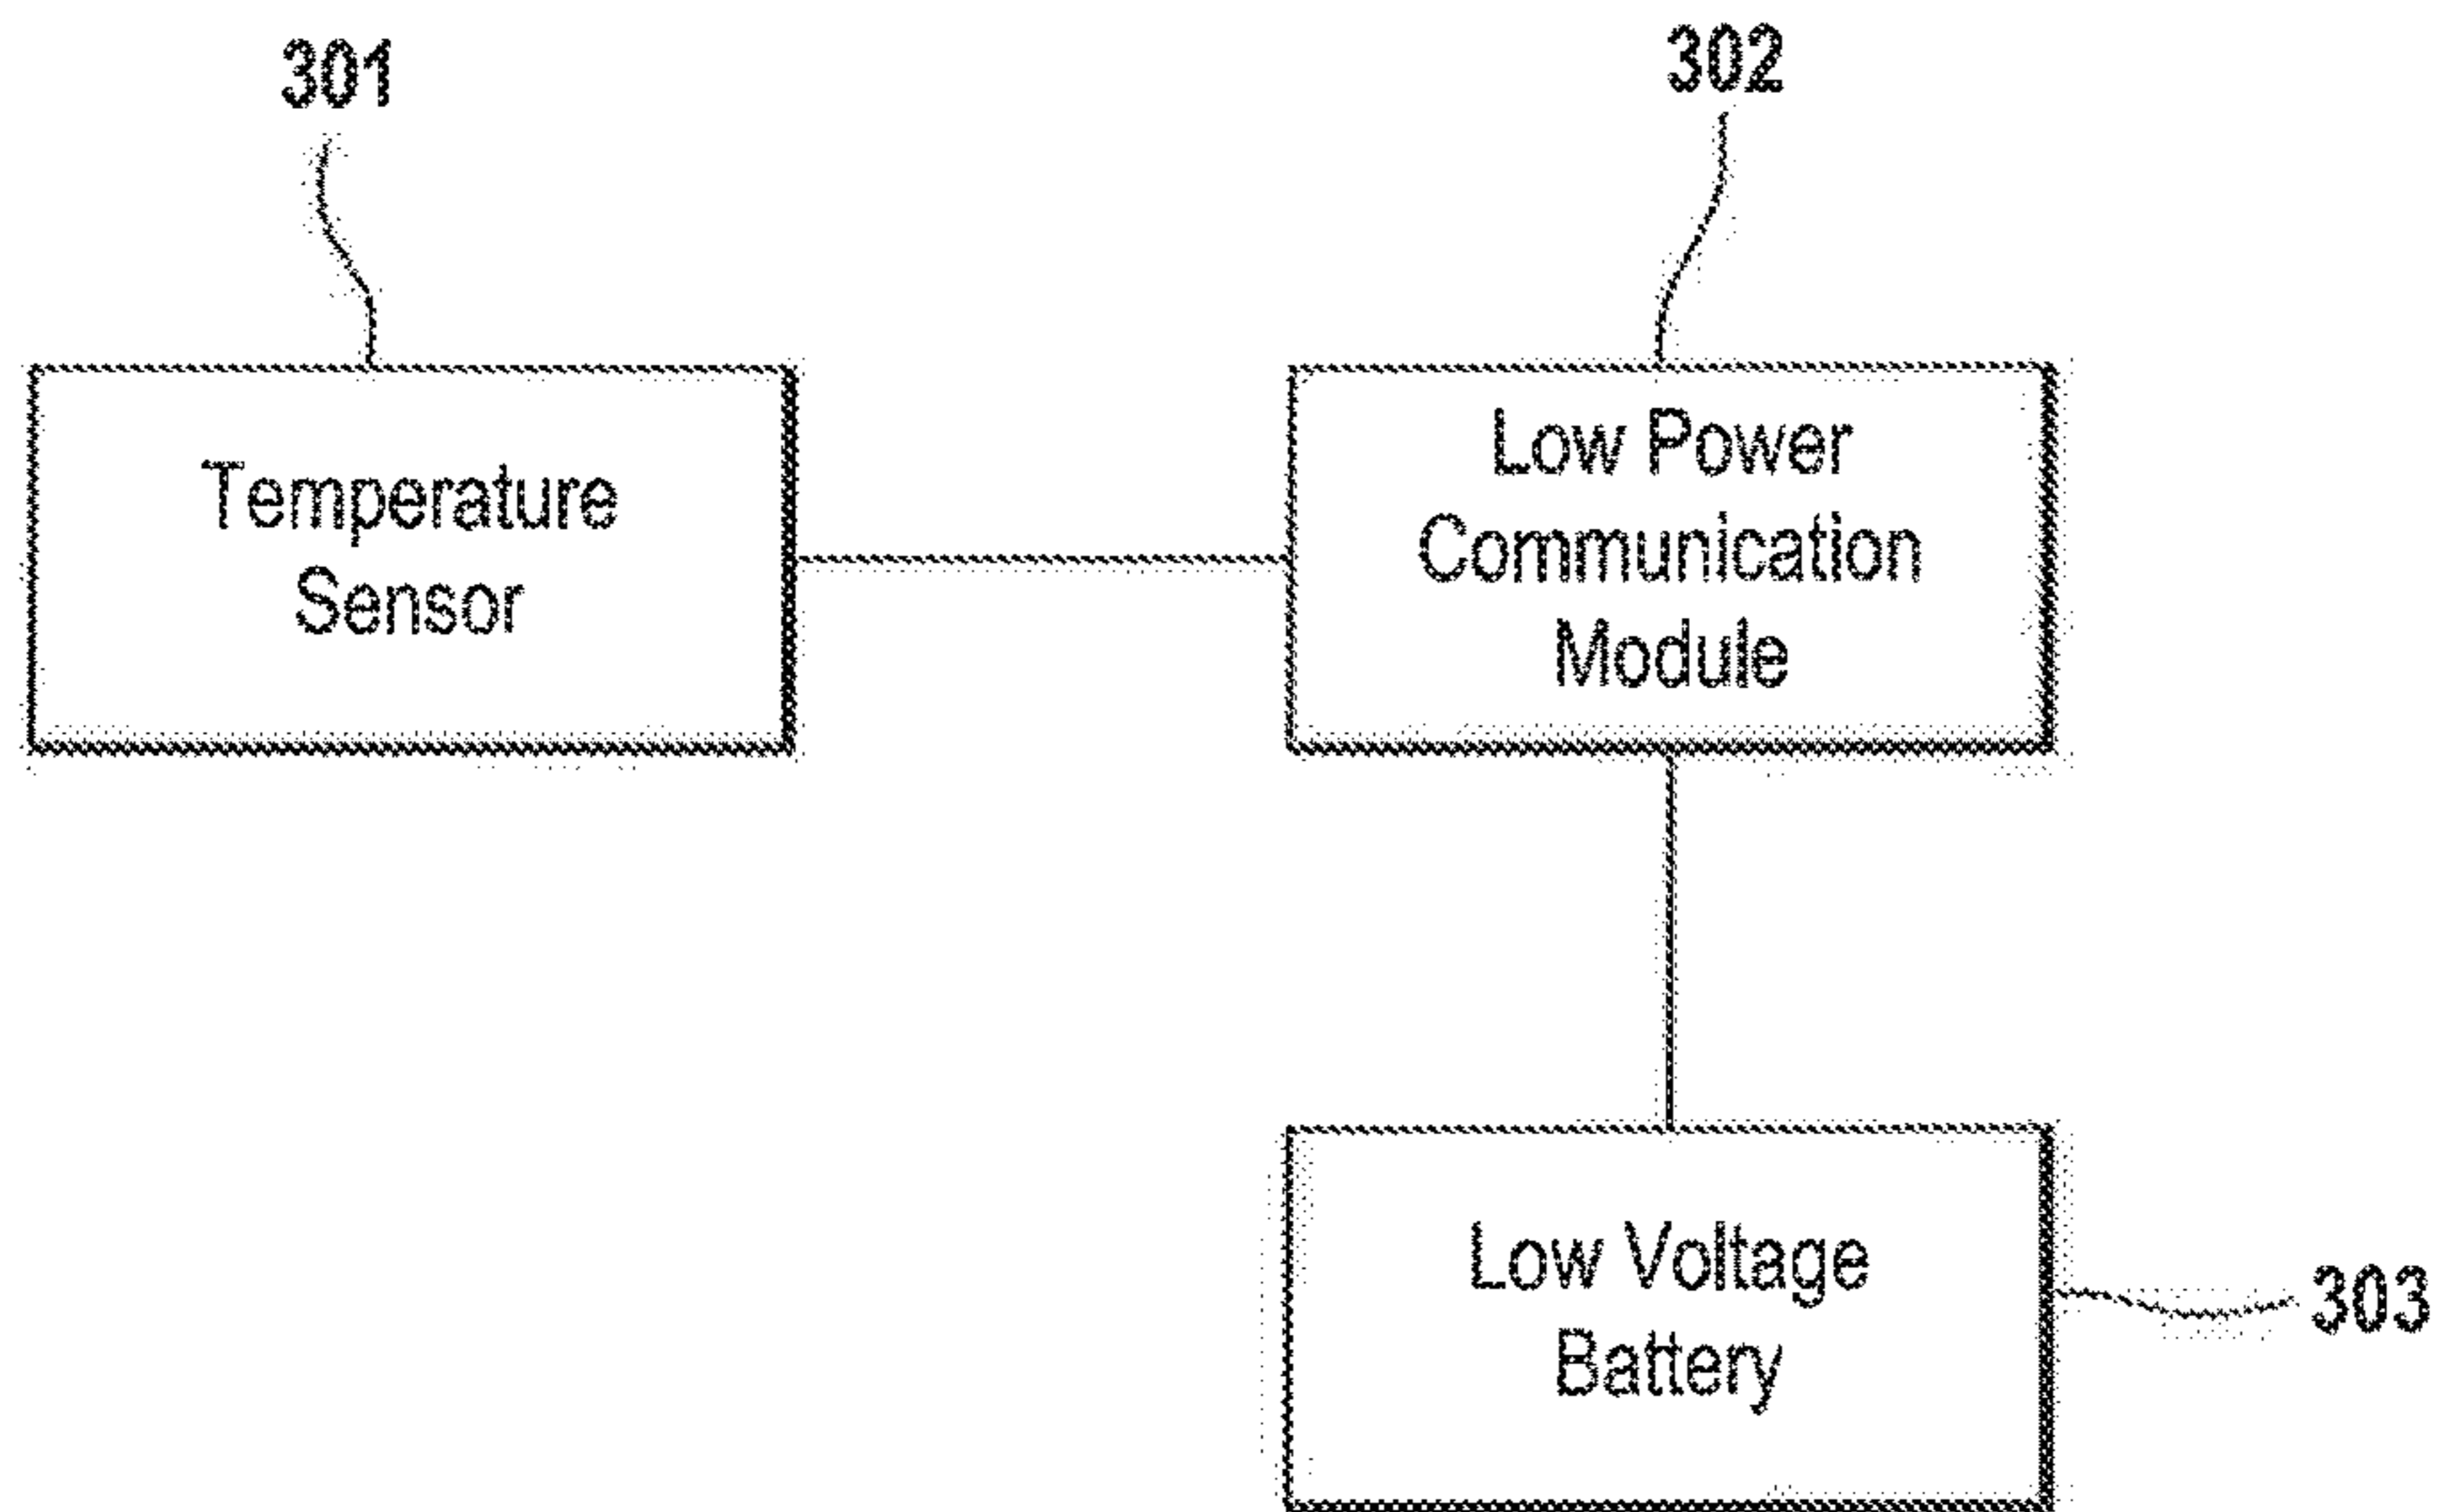 301
302
Temperature
Sensor
Low Power
Communication
Module
Low Voltage
Battery
303